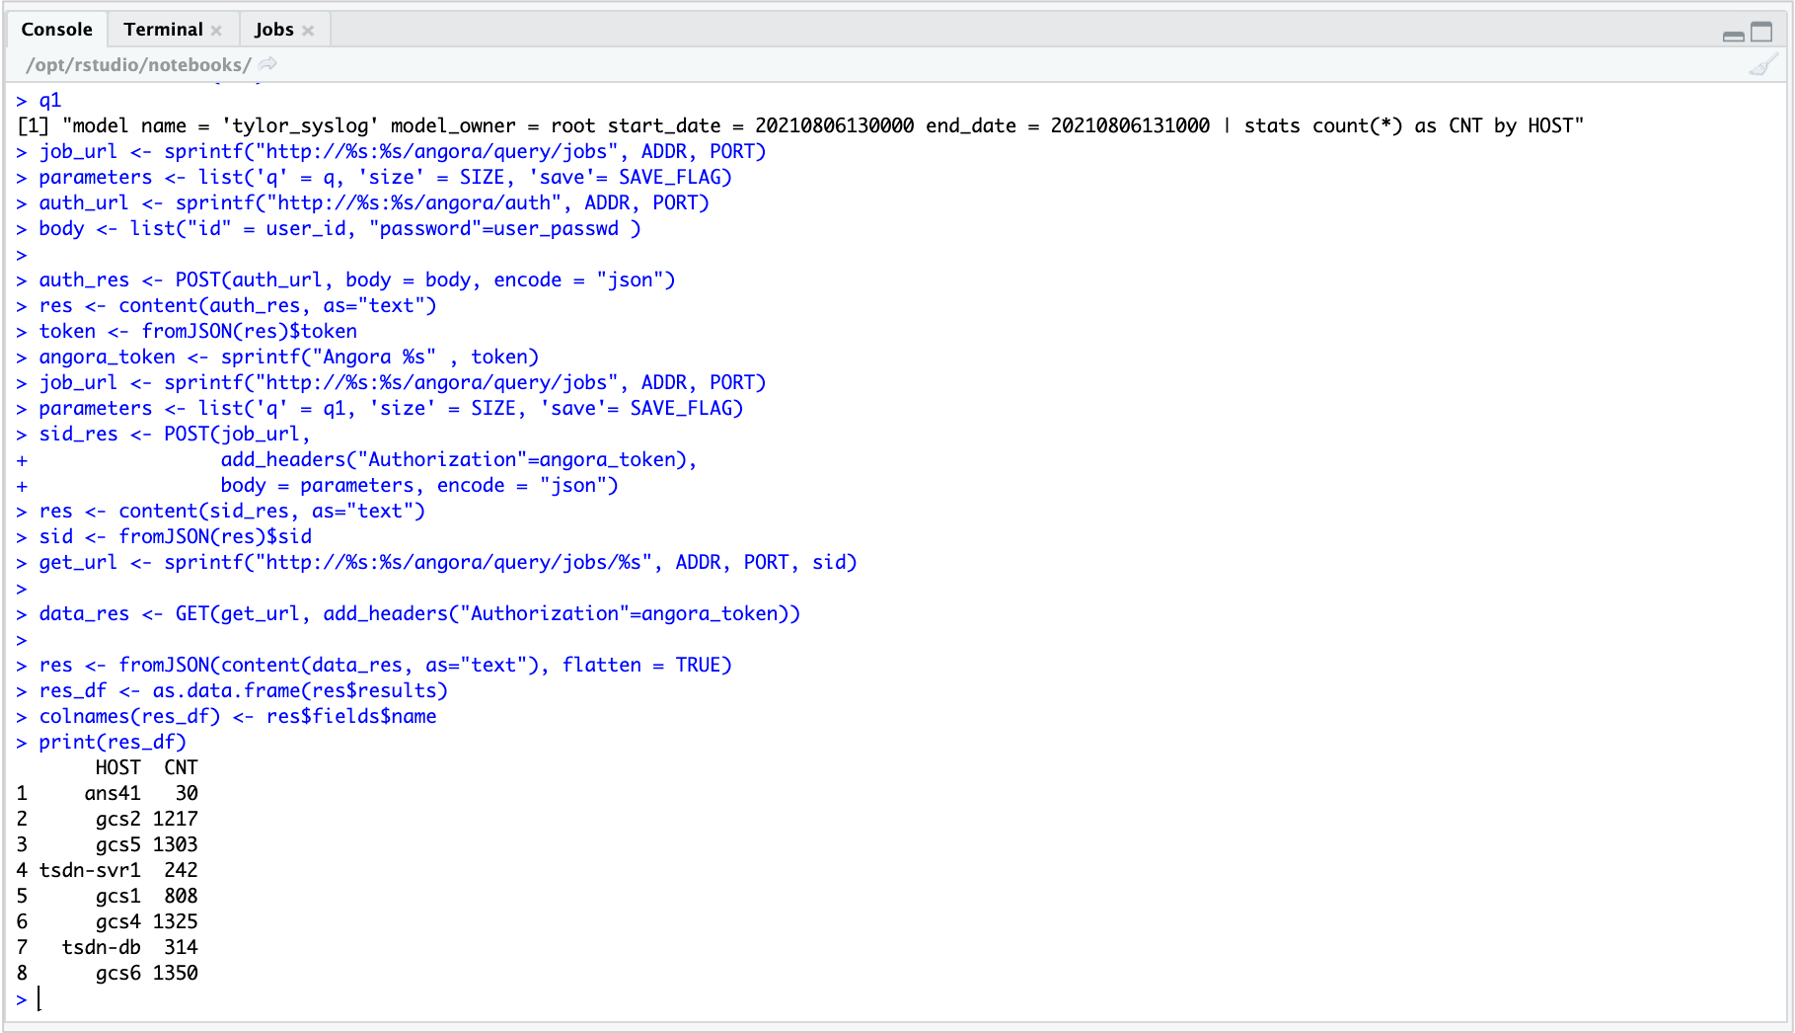 Console Terminal Jobs
/opt/rstudio/notebooks/
> q1
[1] "model name = 'tylor_syslog' model_owner = root start_date = 20210806130000 end_date = 20210806131000 | stats count(*) as CNT by HOST"
> job_url <- sprintf("http://%s:%s/angora/query/jobs", ADDR, PORT)
> parameters <- list('q' = q, 'size' = SIZE, 'save'= SAVE_FLAG)
> auth_url <- sprintf("http://%s:%s/angora/auth", ADDR, PORT)
> body <- list("id" = user_id, "password"=user_passwd )
>
> auth_res <- POST(auth_url, body = body, encode = "json")
> res <- content(auth_res, as="text")
> token <- fromJSON(res)$token
> angora_token <- sprintf("Angora %s" , token)
> job_url <- sprintf("http://%s:%s/angora/query/jobs", ADDR, PORT)
> parameters <- list('q' = q1, 'size' = SIZE, 'save'= SAVE_FLAG)
> sid_res <- POST(job_url,
+                 add_headers("Authorization"=angora_token),
+                 body = parameters, encode = "json")
> res <- content(sid_res, as="text")
> sid <- fromJSON(res)$sid
> get_url <- sprintf("http://%s:%s/angora/query/jobs/%s", ADDR, PORT, sid)
>
> data_res <- GET(get_url, add_headers("Authorization"=angora_token))
>
> res <- fromJSON(content(data_res, as="text"), flatten = TRUE)
> res_df <- as.data.frame(res$results)
> colnames(res_df) <- res$fields$name
> print(res_df)
       HOST  CNT
1     ans41   30
2      gcs2 1217
3      gcs5 1303
4 tsdn-svr1  242
5      gcs1  808
6      gcs4 1325
7   tsdn-db  314
8      gcs6 1350
>